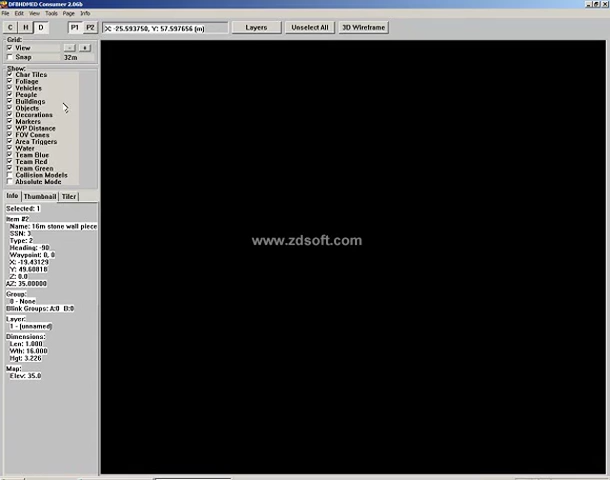 DFBHDMED Consumer 2.06b
File Edit View Tools Page Info
C H D P1 P2 X: -25.593750, Y: 57.597656 (m) Layers Unselect All 3D Wireframe
Grid:
View
Snap 32m
Show:
Char Tiles
Foliage
Vehicles
People
Buildings
Objects
Decorations
Markers
WP Distance
FOV Cones
Area Triggers
Water
Team Blue
Team Red
Team Green
Collision Models
Absolute Mode
Info Thumbnail Tiler
Selected: 1
Item #2
Name: 16m stone wall piece
SSN: 3
Type: 2
Heading: -90
Waypoint: 0, 0
X: -19.43129
Y: 49.60818
Z: 0.0
AZ: 35.00000
Group:
0 - None
Blink Groups: A:0 B:0
Layer:
1 - (unnamed)
Dimensions:
Len: 1.000
Wth: 16.000
Hgt: 3.226
Map:
Elev: 35.0
www.zdsoft.com